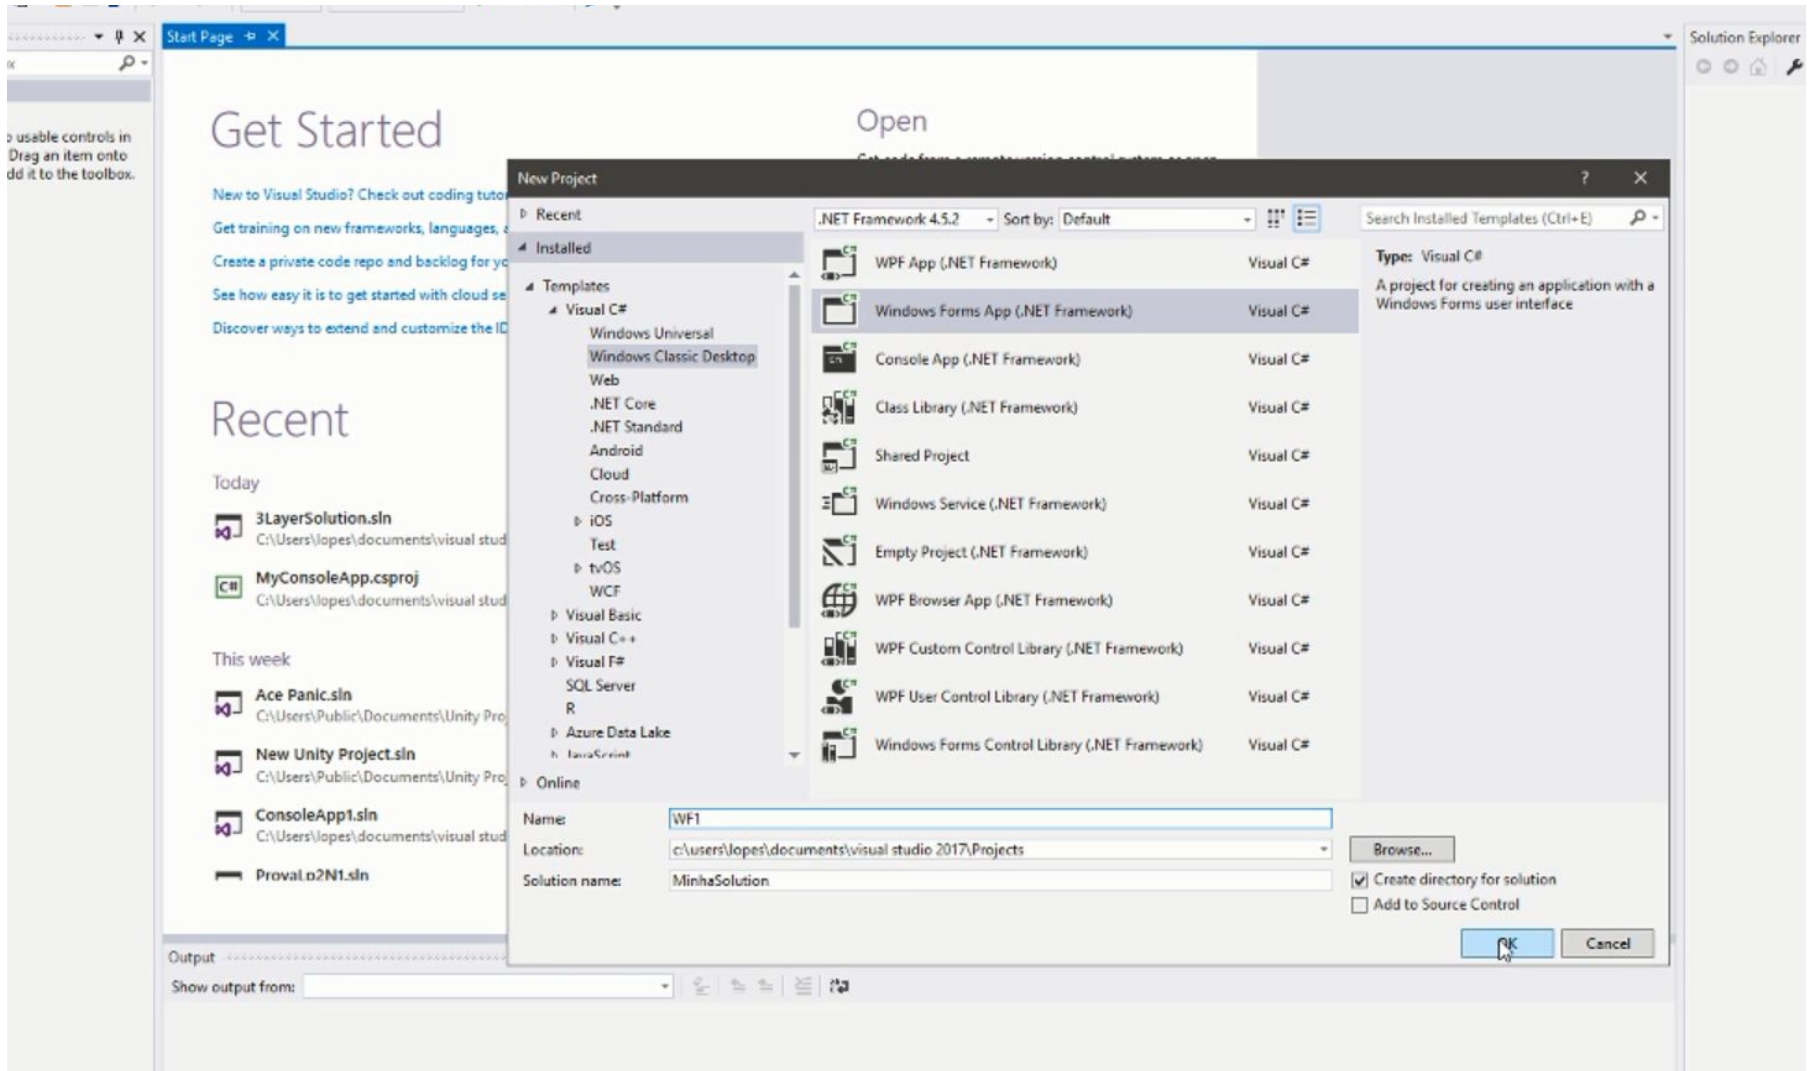 Start Page
Solution Explorer
usable controls in
Drag an item onto
dd it to the toolbox.
Get Started
New to Visual Studio? Check out coding
Get training on new frameworks, languages,
Create a private code repo and backlog for
See how easy it is to get started with cloud
Discover ways to extend and customize the
Open
Recent
Today
3LayerSolution.sln
C:\Users\lopes\documents\visual stud
MyConsoleApp.csproj
C:\Users\lopes\documents\visual stud
This week
Ace Panic.sln
C:\Users\Public\Documents\Unity Pro
New Unity Project.sln
C:\Users\Public\Documents\Unity Pro
ConsoleApp1.sln
C:\Users\lopes\documents\visual stud
ProvaLp2N1.sln
New Project
? ×
Recent
Installed
Templates
Visual C#
Windows Universal
Windows Classic Desktop
Web
.NET Core
.NET Standard
Android
Cloud
Cross-Platform
iOS
Test
tvOS
WCF
Visual Basic
Visual C++
Visual F#
SQL Server
R
Azure Data Lake
JavaScript
Online
.NET Framework 4.5.2 Sort by: Default
Search Installed Templates (Ctrl+E)
WPF App (.NET Framework) Visual C#
Windows Forms App (.NET Framework) Visual C#
Console App (.NET Framework) Visual C#
Class Library (.NET Framework) Visual C#
Shared Project Visual C#
Windows Service (.NET Framework) Visual C#
Empty Project (.NET Framework) Visual C#
WPF Browser App (.NET Framework) Visual C#
WPF Custom Control Library (.NET Framework) Visual C#
WPF User Control Library (.NET Framework) Visual C#
Windows Forms Control Library (.NET Framework) Visual C#
Type: Visual C#
A project for creating an application with a
Windows Forms user interface
Name: WF1
Location: c:\users\lopes\documents\visual studio 2017\Projects
Browse...
Solution name: MinhaSolution
Create directory for solution
Add to Source Control
OK
Cancel
Output
Show output from: